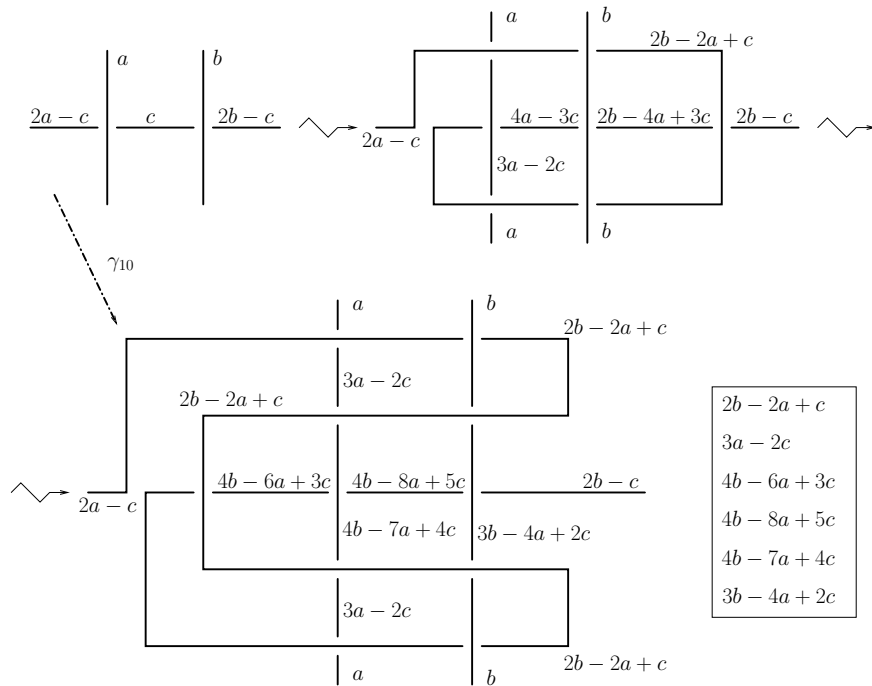 a b
2a − c c 2b − c
a b
2b − 2a + c
4a − 3c 2b − 4a + 3c 2b − c
2a − c
3a − 2c
a b
γ10
a b
2b − 2a + c
3a − 2c
2b − 2a + c
4b − 6a + 3c 4b − 8a + 5c 2b − c
2a − c
4b − 7a + 4c 3b − 4a + 2c
3a − 2c
2b − 2a + c
a b
2b − 2a + c
3a − 2c
4b − 6a + 3c
4b − 8a + 5c
4b − 7a + 4c
3b − 4a + 2c